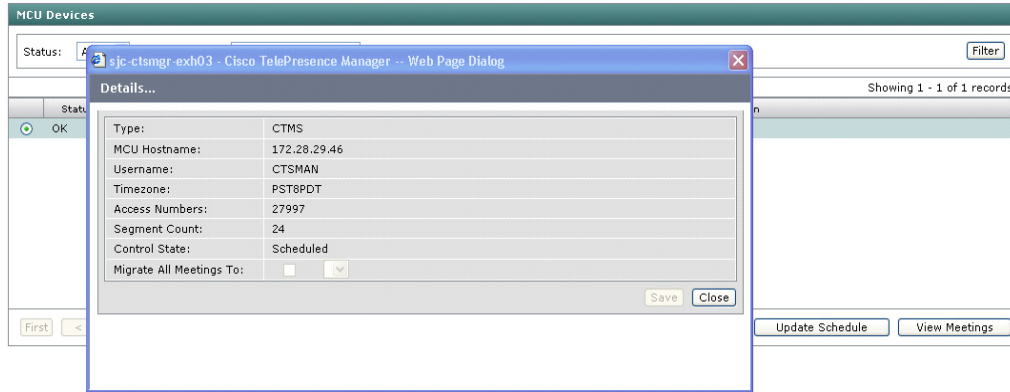 MCU Devices
Status: A
Filter
sjc-ctsmgr-exh03 - Cisco TelePresence Manager -- Web Page Dialog
Details...
Showing 1 - 1 of 1 records
Statu n
OK
Type: CTMS
MCU Hostname: 172.28.29.46
Username: CTSMAN
Timezone: PST8PDT
Access Numbers: 27997
Segment Count: 24
Control State: Scheduled
Migrate All Meetings To:
Save Close
First < Update Schedule View Meetings